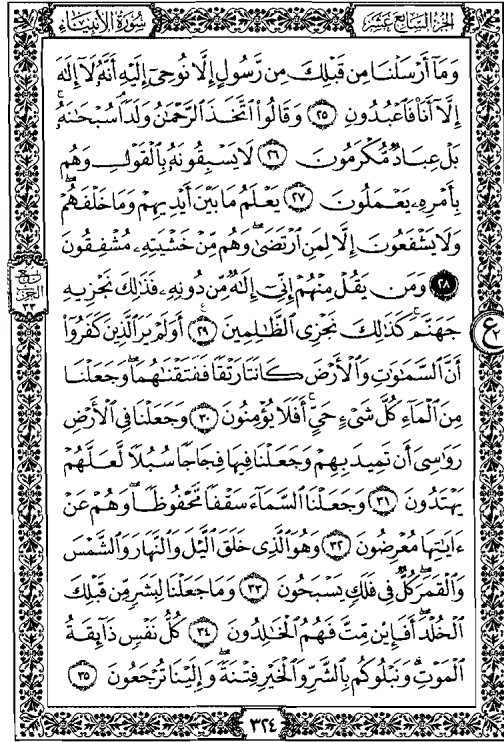 الجزء السابع عشر
سورة الأنبياء
وَمَآ أَرْسَلْنَا مِن قَبْلِكَ مِن رَّسُولٍ إِلَّا نُوحِىٓ إِلَيْهِ أَنَّهُۥ لَآ إِلَٰهَ
إِلَّآ أَنَا۠ فَٱعْبُدُونِ ٢٥ وَقَالُوا۟ ٱتَّخَذَ ٱلرَّحْمَٰنُ وَلَدًا ۗ سُبْحَٰنَهُۥ ۚ
بَلْ عِبَادٌ مُّكْرَمُونَ ٢٦ لَا يَسْبِقُونَهُۥ بِٱلْقَوْلِ وَهُم
بِأَمْرِهِۦ يَعْمَلُونَ ٢٧ يَعْلَمُ مَا بَيْنَ أَيْدِيهِمْ وَمَا خَلْفَهُمْ
وَلَا يَشْفَعُونَ إِلَّا لِمَنِ ٱرْتَضَىٰ وَهُم مِّنْ خَشْيَتِهِۦ مُشْفِقُونَ
٢٨ وَمَن يَقُلْ مِنْهُمْ إِنِّىٓ إِلَٰهٌ مِّن دُونِهِۦ فَذَٰلِكَ نَجْزِيهِ
جَهَنَّمَ ۚ كَذَٰلِكَ نَجْزِى ٱلظَّٰلِمِينَ ٢٩ أَوَلَمْ يَرَ ٱلَّذِينَ كَفَرُوٓا۟
أَنَّ ٱلسَّمَٰوَٰتِ وَٱلْأَرْضَ كَانَتَا رَتْقًا فَفَتَقْنَٰهُمَا ۖ وَجَعَلْنَا
مِنَ ٱلْمَآءِ كُلَّ شَىْءٍ حَىٍّ ۖ أَفَلَا يُؤْمِنُونَ ٣٠ وَجَعَلْنَا فِى ٱلْأَرْضِ
رَوَٰسِىَ أَن تَمِيدَ بِهِمْ وَجَعَلْنَا فِيهَا فِجَاجًا سُبُلًا لَّعَلَّهُمْ
يَهْتَدُونَ ٣١ وَجَعَلْنَا ٱلسَّمَآءَ سَقْفًا مَّحْفُوظًا ۖ وَهُمْ عَنْ
ءَايَٰتِهَا مُعْرِضُونَ ٣٢ وَهُوَ ٱلَّذِى خَلَقَ ٱلَّيْلَ وَٱلنَّهَارَ وَٱلشَّمْسَ
وَٱلْقَمَرَ ۖ كُلٌّ فِى فَلَكٍ يَسْبَحُونَ ٣٣ وَمَا جَعَلْنَا لِبَشَرٍ مِّن قَبْلِكَ
ٱلْخُلْدَ ۖ أَفَإِي۟ن مِّتَّ فَهُمُ ٱلْخَٰلِدُونَ ٣٤ كُلُّ نَفْسٍ ذَآئِقَةُ
ٱلْمَوْتِ ۗ وَنَبْلُوكُم بِٱلشَّرِّ وَٱلْخَيْرِ فِتْنَةً ۖ وَإِلَيْنَا تُرْجَعُونَ ٣٥
ربع
الحزب
٣٣
ع
٣٢٤